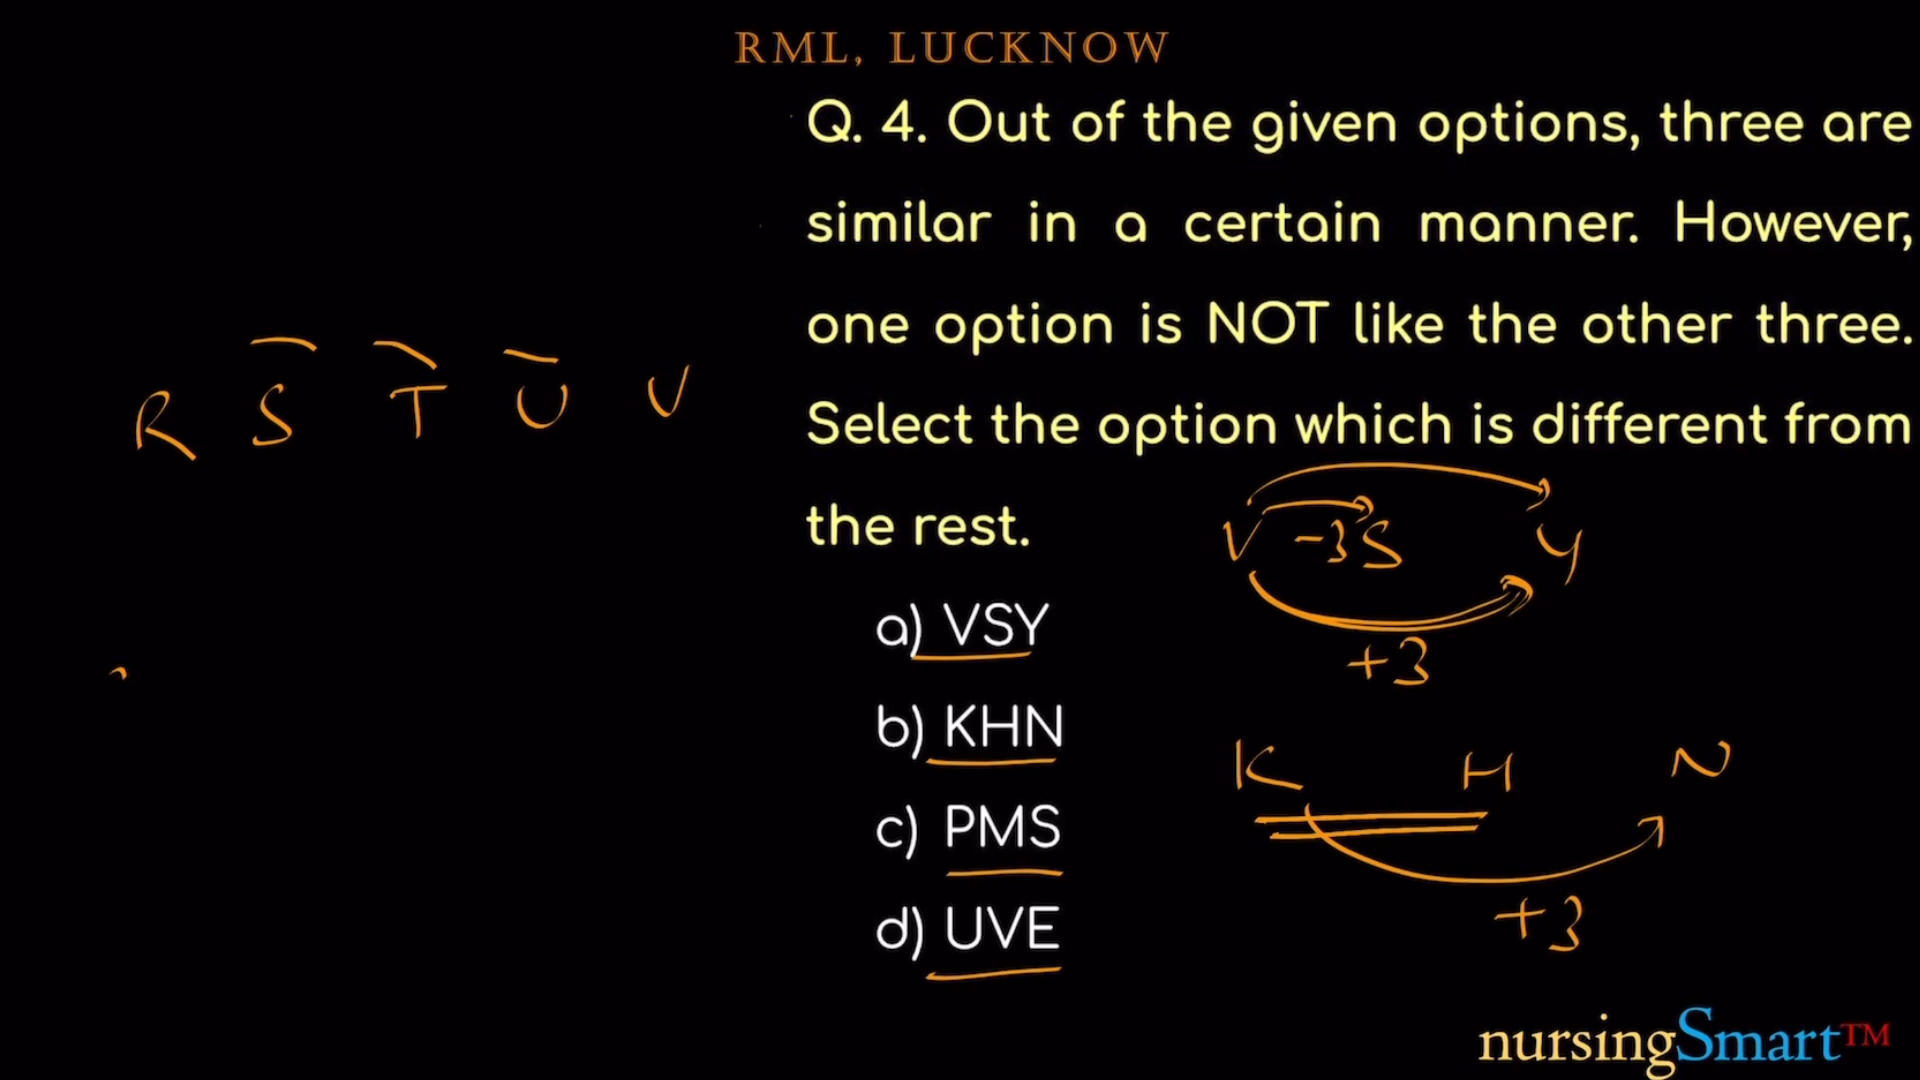 RML, LUCKNOW
Q. 4. Out of the given options, three are
similar in a certain manner. However,
one option is NOT like the other three.
Select the option which is different from
the rest.
R S T U V
V -3 S Y
+3
a) VSY
b) KHN
K H N
c) PMS
+3
d) UVE
nursingSmart™